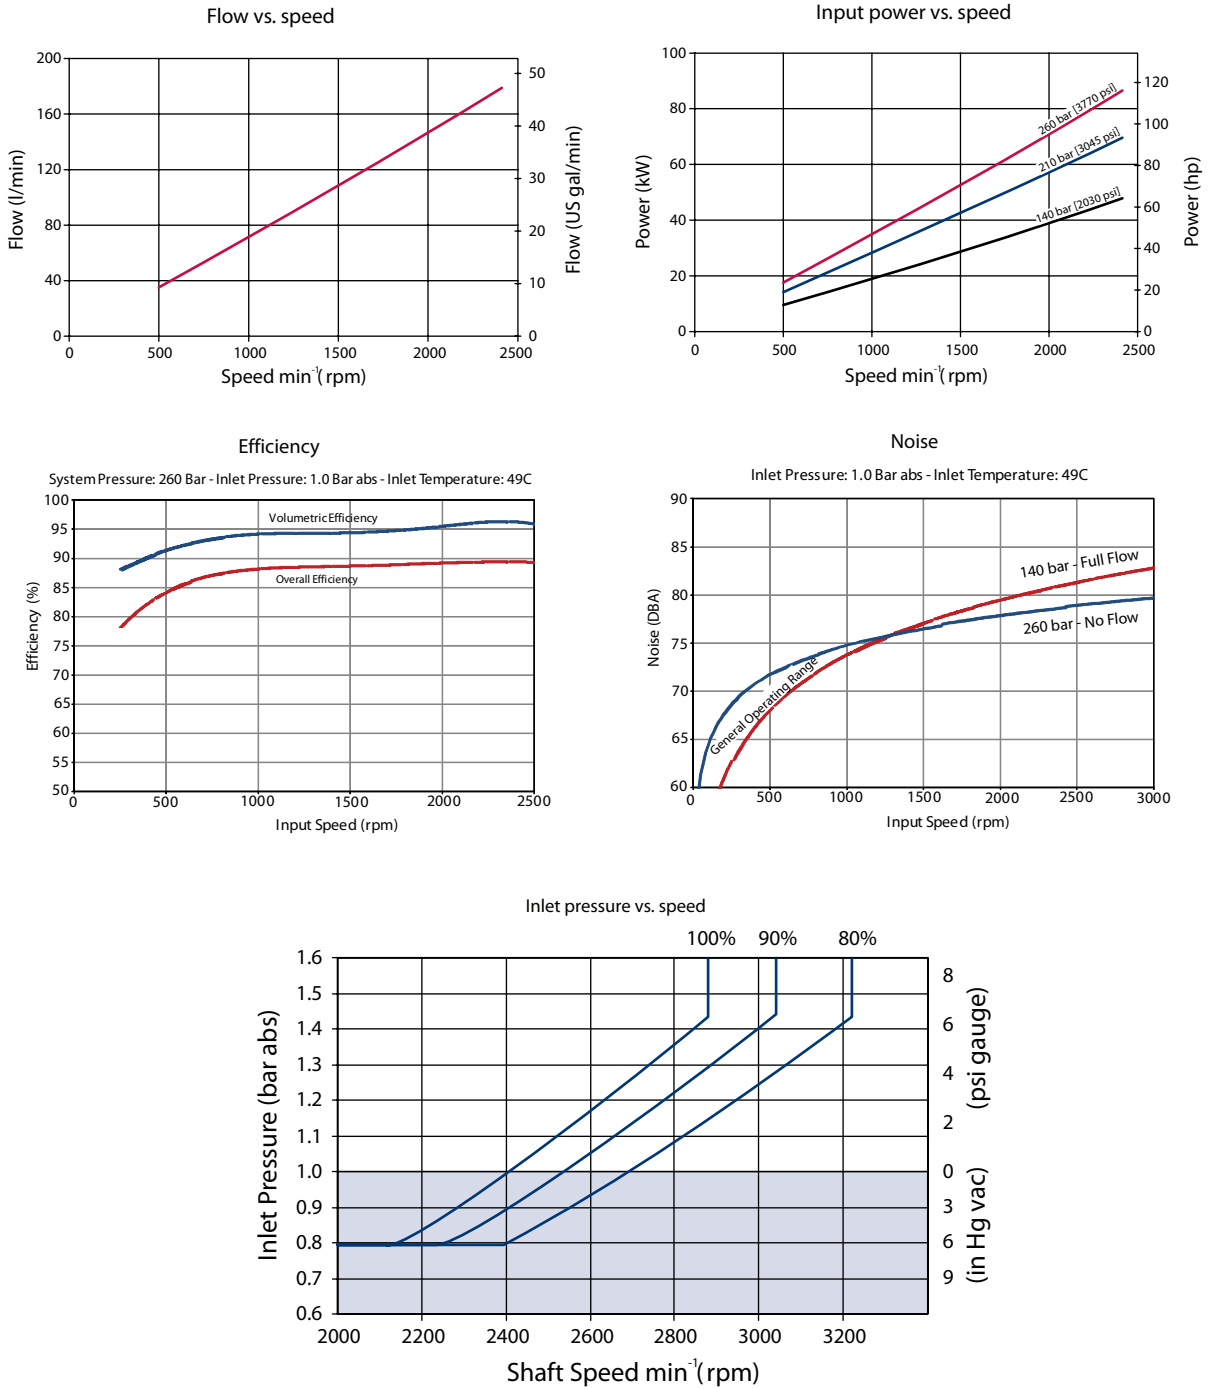 Flow vs. speed
200
160
120
80
40
0
Flow (l/min)
50
40
30
20
10
0
Flow (US gal/min)
0 500 1000 1500 2000 2500
Speed min⁻¹(rpm)
Input power vs. speed
100
80
60
40
20
0
Power (kW)
260 bar [3770 psi]
210 bar [3045 psi]
140 bar [2030 psi]
120
100
80
60
40
20
0
Power (hp)
0 500 1000 1500 2000 2500
Speed min⁻¹(rpm)
Efficiency
System Pressure: 260 Bar - Inlet Pressure: 1.0 Bar abs - Inlet Temperature: 49C
100
95
90
85
80
75
70
65
60
55
50
Efficiency (%)
Volumetric Efficiency
Overall Efficiency
0 500 1000 1500 2000 2500
Input Speed (rpm)
Noise
Inlet Pressure: 1.0 Bar abs - Inlet Temperature: 49C
90
85
80
75
70
65
60
Noise (DBA)
140 bar - Full Flow
260 bar - No Flow
General Operating Range
0 500 1000 1500 2000 2500 3000
Input Speed (rpm)
Inlet pressure vs. speed
100% 90% 80%
1.6
1.5
1.4
1.3
1.2
1.1
1.0
0.9
0.8
0.7
0.6
Inlet Pressure (bar abs)
8
6
4
2
0
3
6
9
(psi gauge)
(in Hg vac)
2000 2200 2400 2600 2800 3000 3200
Shaft Speed min⁻¹(rpm)